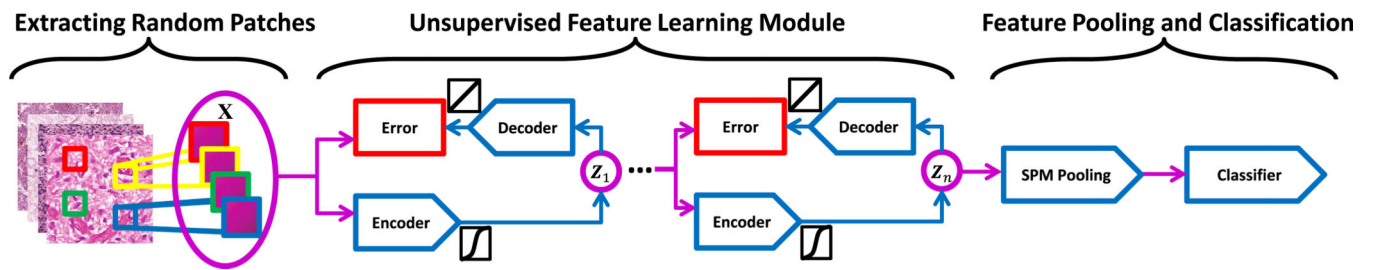 Extracting Random Patches
Unsupervised Feature Learning Module
Feature Pooling and Classification
X
Error
Decoder
Z1
...
Encoder
Error
Decoder
Zn
Encoder
SPM Pooling
Classifier